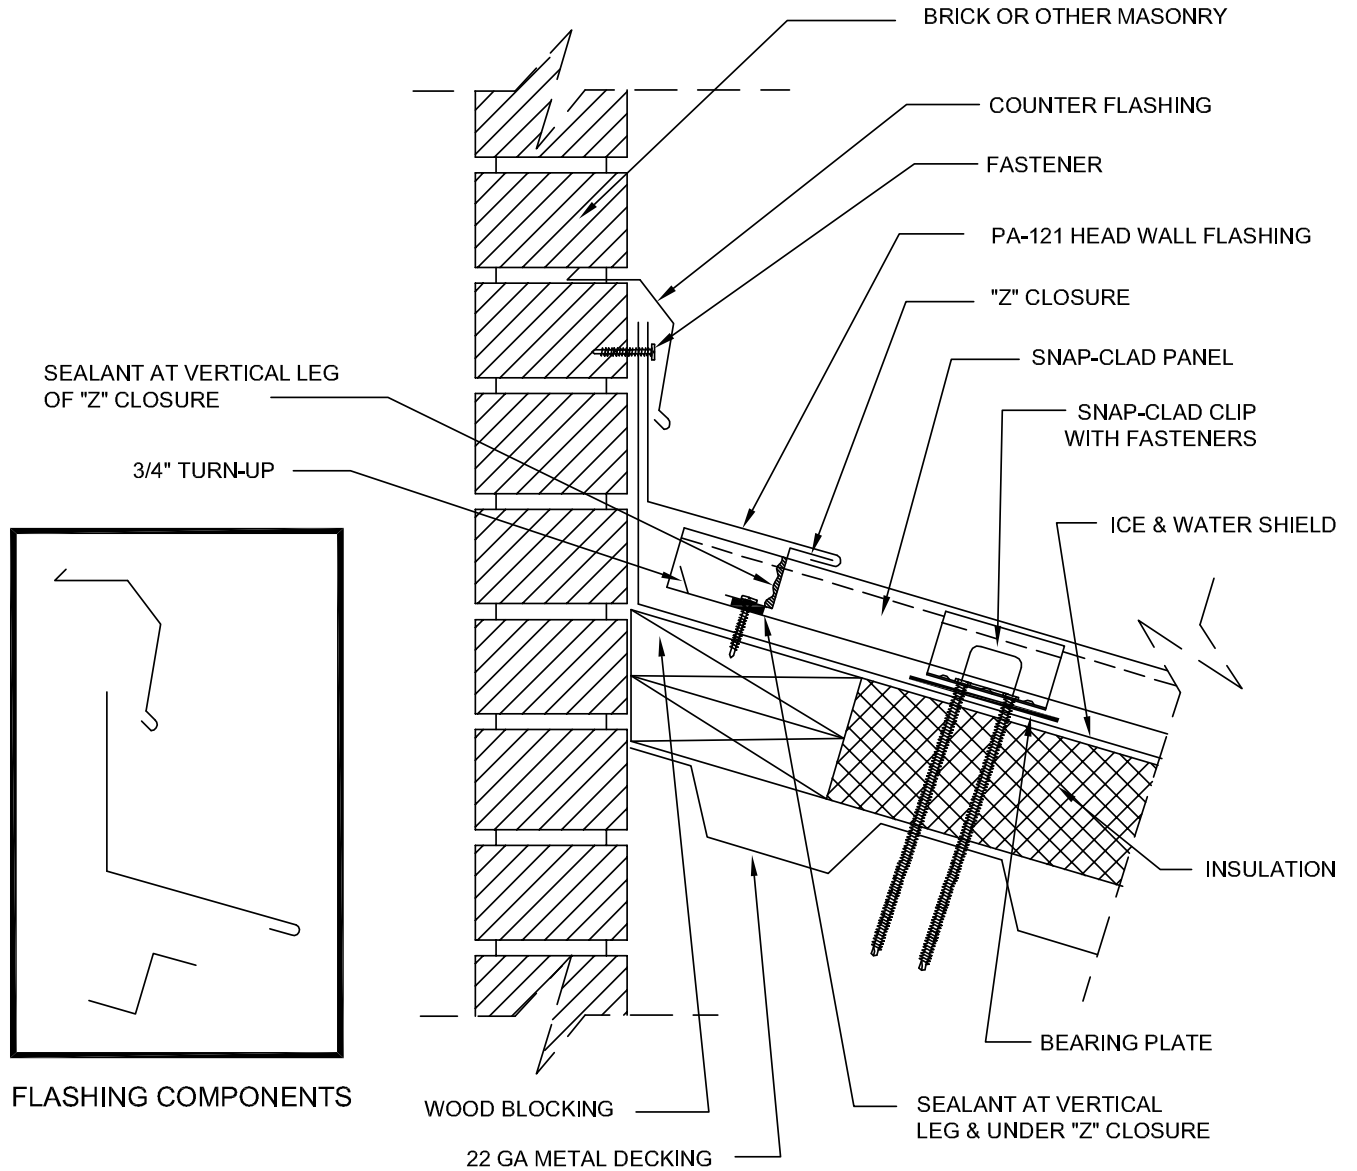 BRICK OR OTHER MASONRY
COUNTER FLASHING
FASTENER
PA-121 HEAD WALL FLASHING
"Z" CLOSURE
SNAP-CLAD PANEL
SNAP-CLAD CLIP
WITH FASTENERS
ICE & WATER SHIELD
SEALANT AT VERTICAL LEG
OF "Z" CLOSURE
3/4" TURN-UP
INSULATION
BEARING PLATE
SEALANT AT VERTICAL
LEG & UNDER "Z" CLOSURE
WOOD BLOCKING
22 GA METAL DECKING
FLASHING COMPONENTS